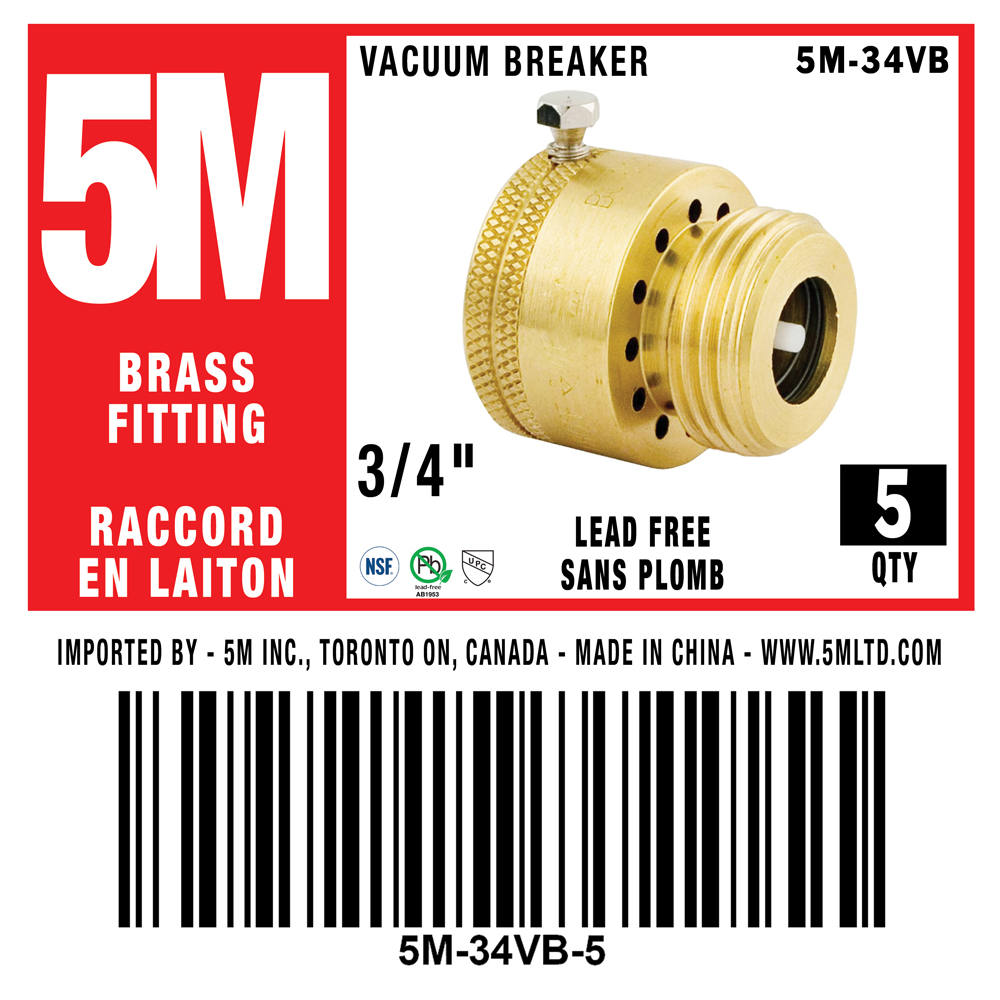 5M
BRASS
FITTING
RACCORD
EN LAITON
VACUUM BREAKER
5M-34VB
3/4"
NSF
Pb
lead-free
AB1953
UPC
C
LEAD FREE
SANS PLOMB
5
QTY
IMPORTED BY - 5M INC., TORONTO ON, CANADA - MADE IN CHINA - WWW.5MLTD.COM
5M-34VB-5